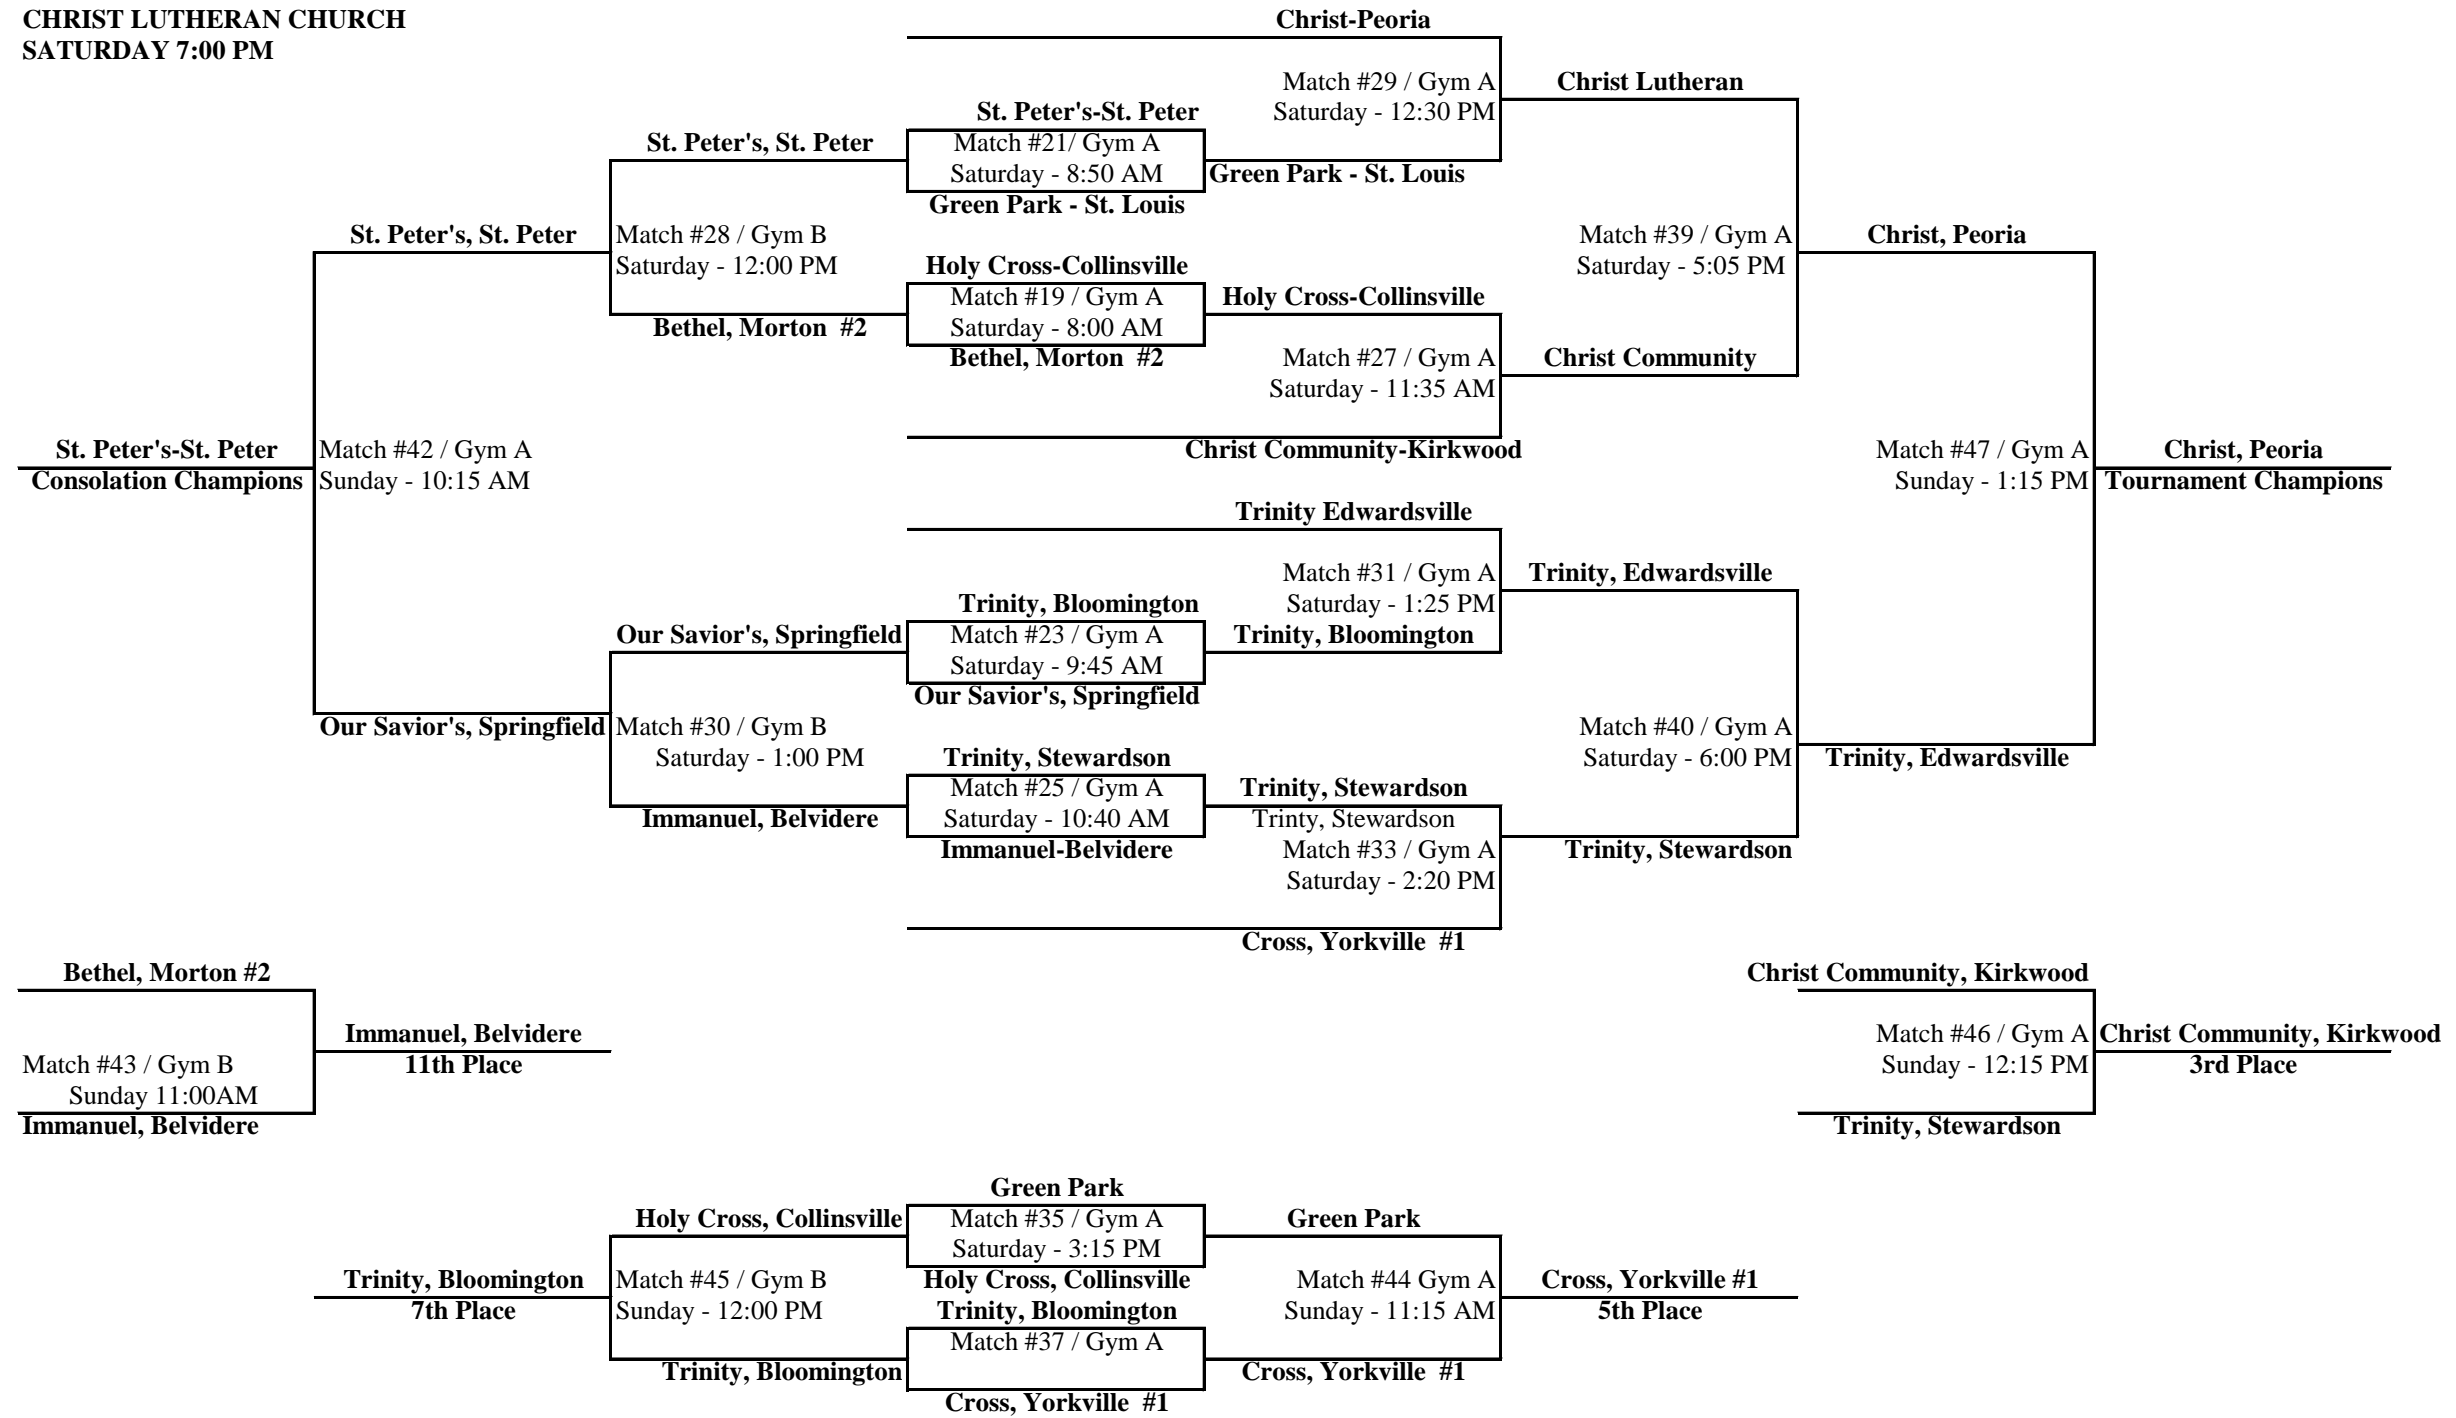 CHRIST LUTHERAN CHURCH
SATURDAY 7:00 PM
Christ-Peoria
Match #29 / Gym A
Saturday - 12:30 PM
Christ Lutheran
St. Peter's-St. Peter
St. Peter's, St. Peter
Match #21/ Gym A
Saturday - 8:50 AM
Green Park - St. Louis
Green Park - St. Louis
St. Peter's, St. Peter
Match #28 / Gym B
Saturday - 12:00 PM
Match #39 / Gym A
Saturday - 5:05 PM
Christ, Peoria
Holy Cross-Collinsville
Match #19 / Gym A
Saturday - 8:00 AM
Holy Cross-Collinsville
Bethel, Morton  #2
Bethel, Morton  #2
Match #27 / Gym A
Saturday - 11:35 AM
Christ Community
St. Peter's-St. Peter
Consolation Champions
Match #42 / Gym A
Sunday - 10:15 AM
Christ Community-Kirkwood
Match #47 / Gym A
Sunday - 1:15 PM
Christ, Peoria
Tournament Champions
Trinity Edwardsville
Match #31 / Gym A
Saturday - 1:25 PM
Trinity, Edwardsville
Trinity, Bloomington
Our Savior's, Springfield
Match #23 / Gym A
Saturday - 9:45 AM
Trinity, Bloomington
Our Savior's, Springfield
Our Savior's, Springfield
Match #30 / Gym B
Saturday - 1:00 PM
Match #40 / Gym A
Saturday - 6:00 PM
Trinity, Edwardsville
Trinity, Stewardson
Match #25 / Gym A
Saturday - 10:40 AM
Trinity, Stewardson
Trinty, Stewardson
Immanuel, Belvidere
Immanuel-Belvidere
Match #33 / Gym A
Saturday - 2:20 PM
Trinity, Stewardson
Cross, Yorkville  #1
Bethel, Morton #2
Match #43 / Gym B
Sunday 11:00AM
Immanuel, Belvidere
Immanuel, Belvidere
11th Place
Christ Community, Kirkwood
Match #46 / Gym A
Sunday - 12:15 PM
Christ Community, Kirkwood
3rd Place
Trinity, Stewardson
Green Park
Holy Cross, Collinsville
Match #35 / Gym A
Saturday - 3:15 PM
Green Park
Holy Cross, Collinsville
Trinity, Bloomington
7th Place
Match #45 / Gym B
Sunday - 12:00 PM
Trinity, Bloomington
Match #44 Gym A
Sunday - 11:15 AM
Cross, Yorkville #1
5th Place
Match #37 / Gym A
Trinity, Bloomington
Cross, Yorkville  #1
Cross, Yorkville  #1